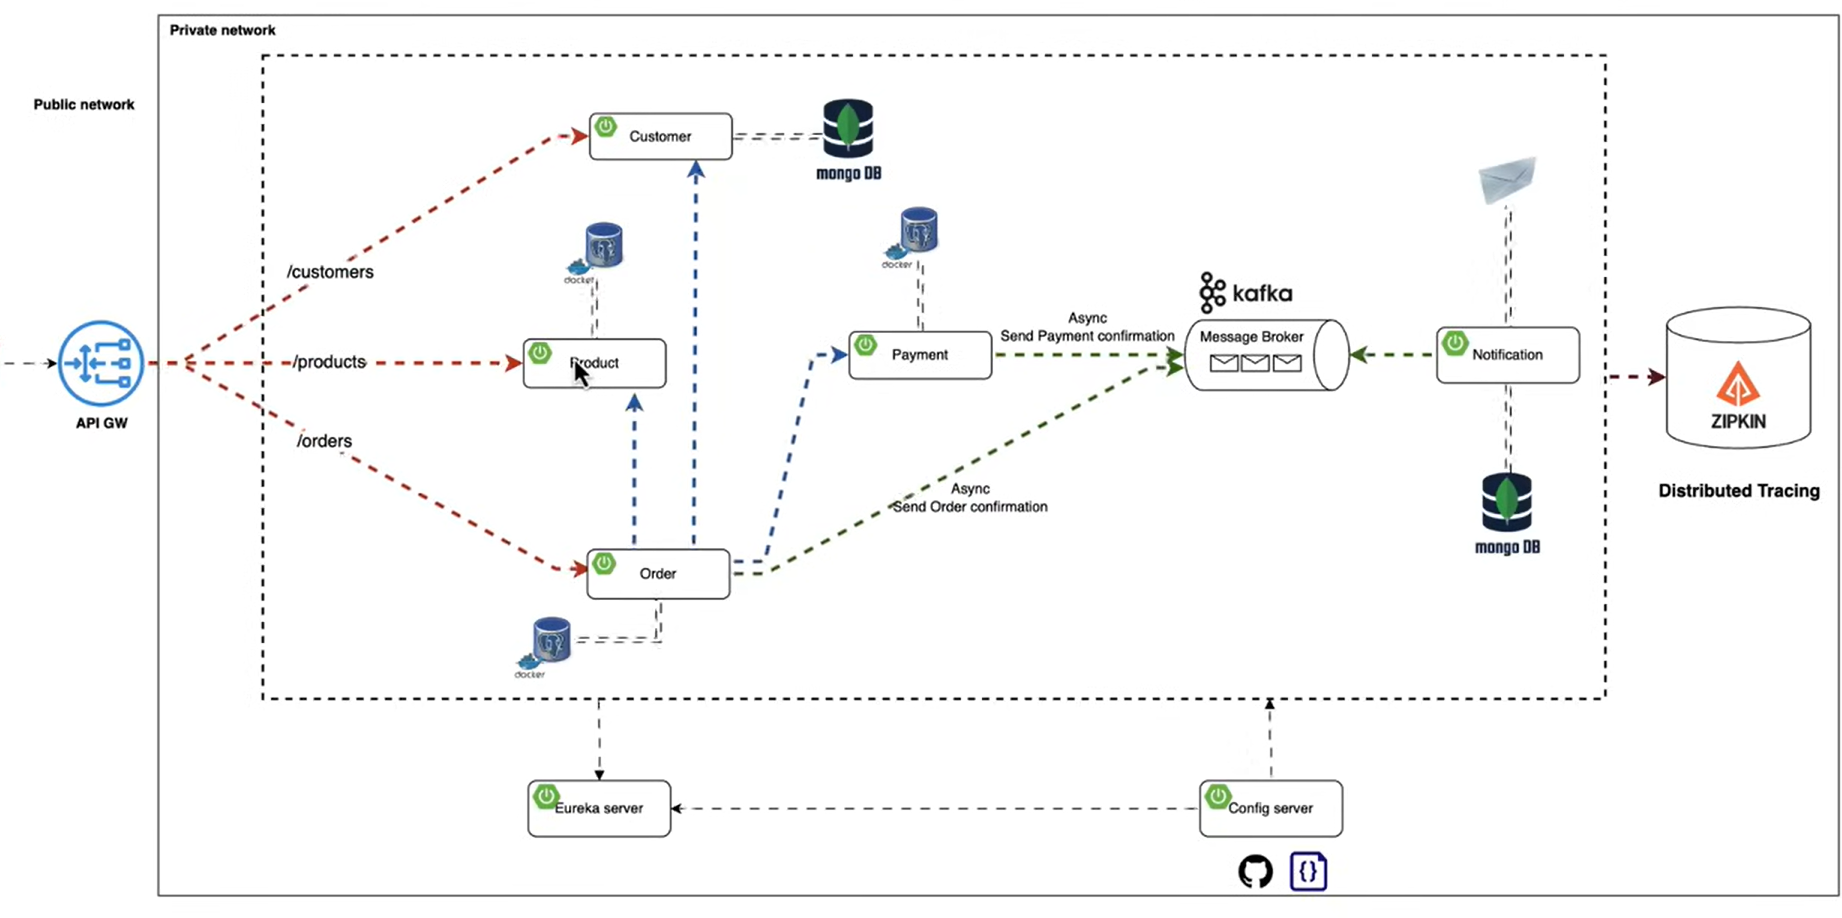 Private network
Public network
Customer
mongo DB
docker
docker
/customers
kafka
Async
Send Payment confirmation
Message Broker
/products
Product
Payment
Notification
API GW
ZIPKIN
/orders
Distributed Tracing
Async
Send Order confirmation
mongo DB
Order
docker
Eureka server
Config server
{}